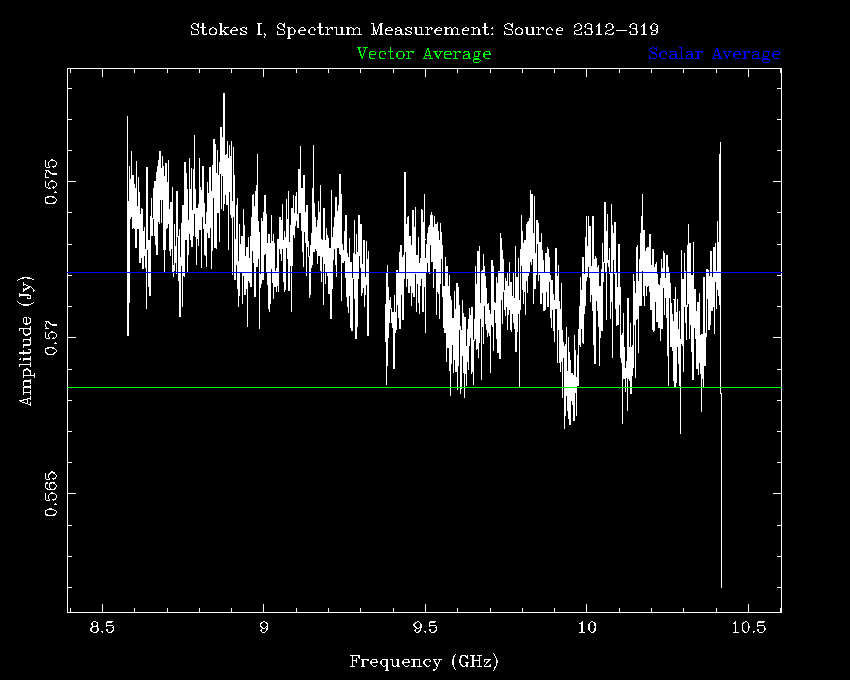 Stokes I, Spectrum Measurement: Source 2312-319
Vector Average
Scalar Average
0.575
0.57
0.565
Amplitude (Jy)
8.5 9 9.5 10 10.5
Frequency (GHz)